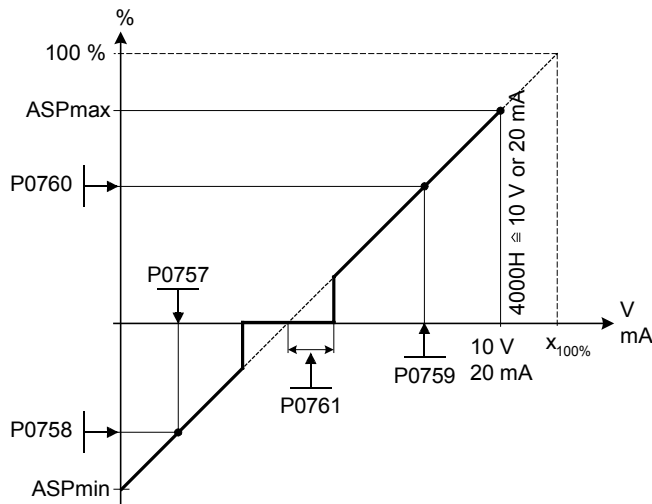 %
100 %
ASPmax
4000H ≙ 10 V or 20 mA
P0760
P0757
V
mA
10 V
20 mA
x100%
P0759
P0761
P0758
ASPmin